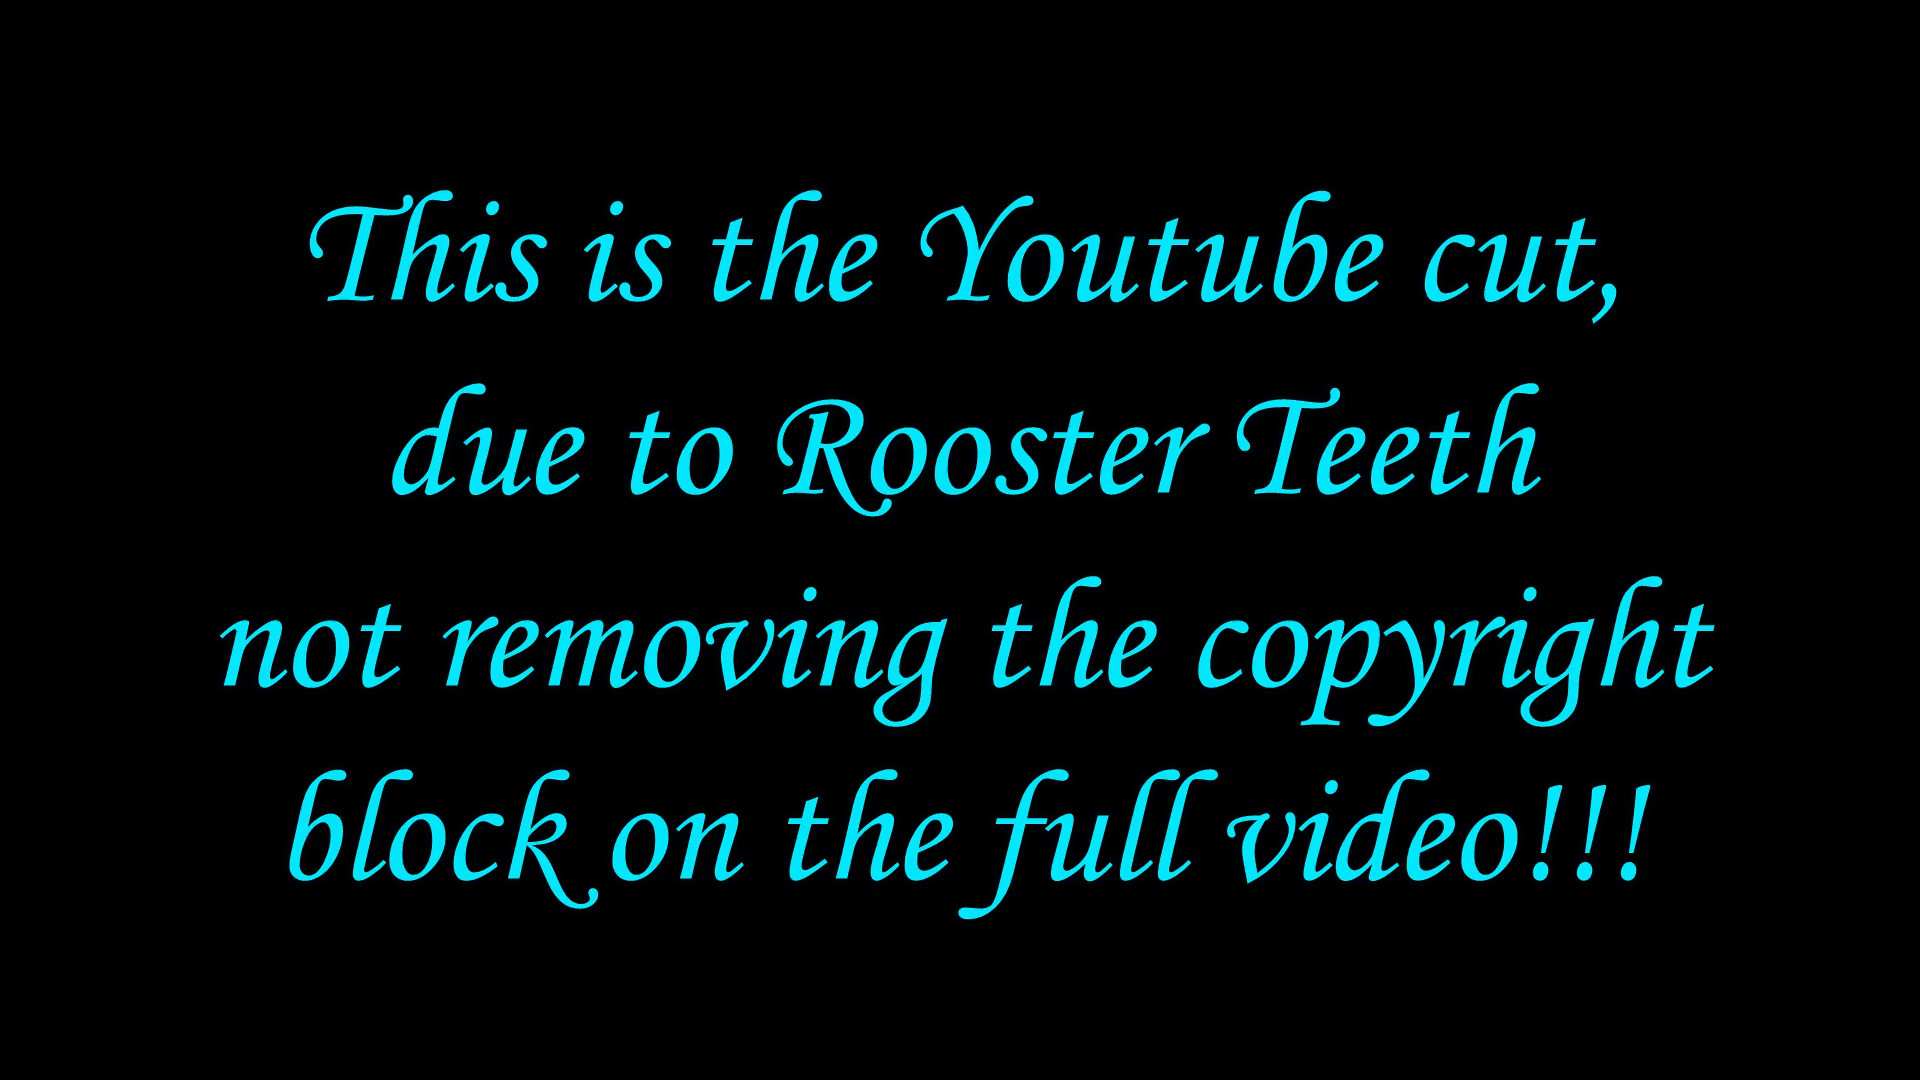 This is the Youtube cut,
due to Rooster Teeth
not removing the copyright
block on the full video!!!